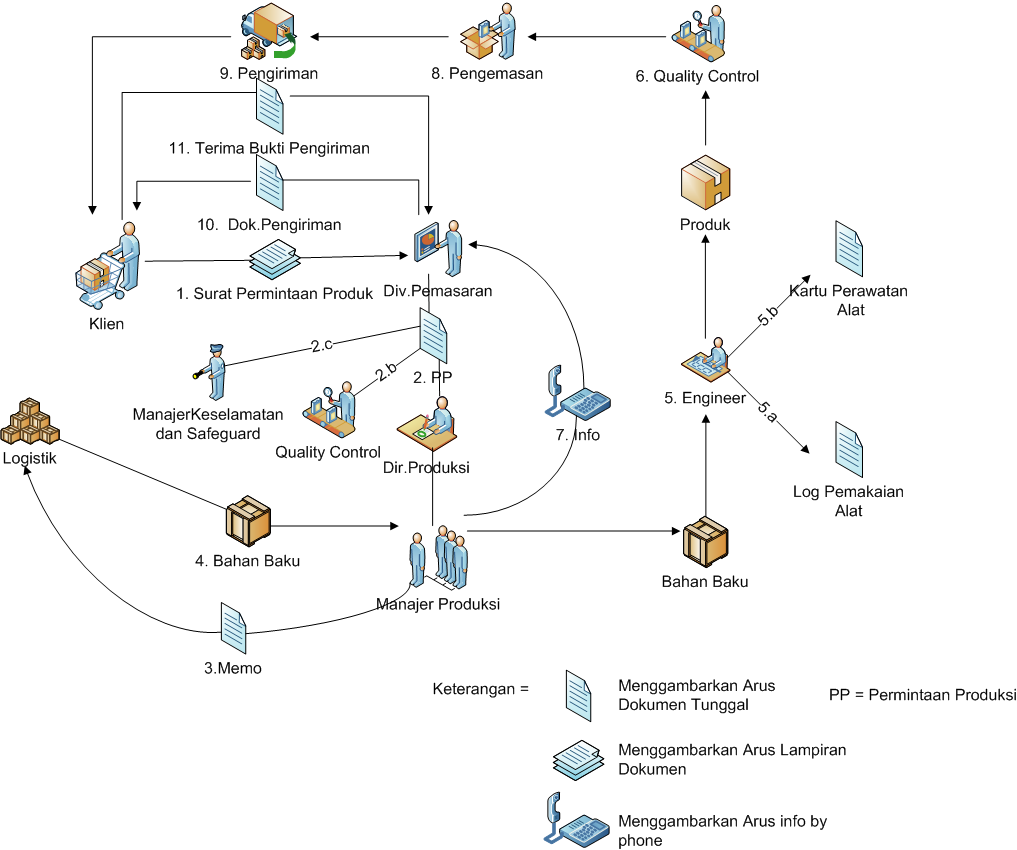 9. Pengiriman
8. Pengemasan
6. Quality Control
11. Terima Bukti Pengiriman
10. Dok.Pengiriman
Produk
1. Surat Permintaan Produk
Div.Pemasaran
Klien
Kartu Perawatan
Alat
5.b
2.c
2.b
2. PP
5. Engineer
5.a
ManajerKeselamatan
dan Safeguard
Quality Control
Dir.Produksi
7. Info
Logistik
Log Pemakaian
Alat
4. Bahan Baku
Bahan Baku
Manajer Produksi
3.Memo
Keterangan =
Menggambarkan Arus
Dokumen Tunggal
PP = Permintaan Produksi
Menggambarkan Arus Lampiran
Dokumen
Menggambarkan Arus info by
phone